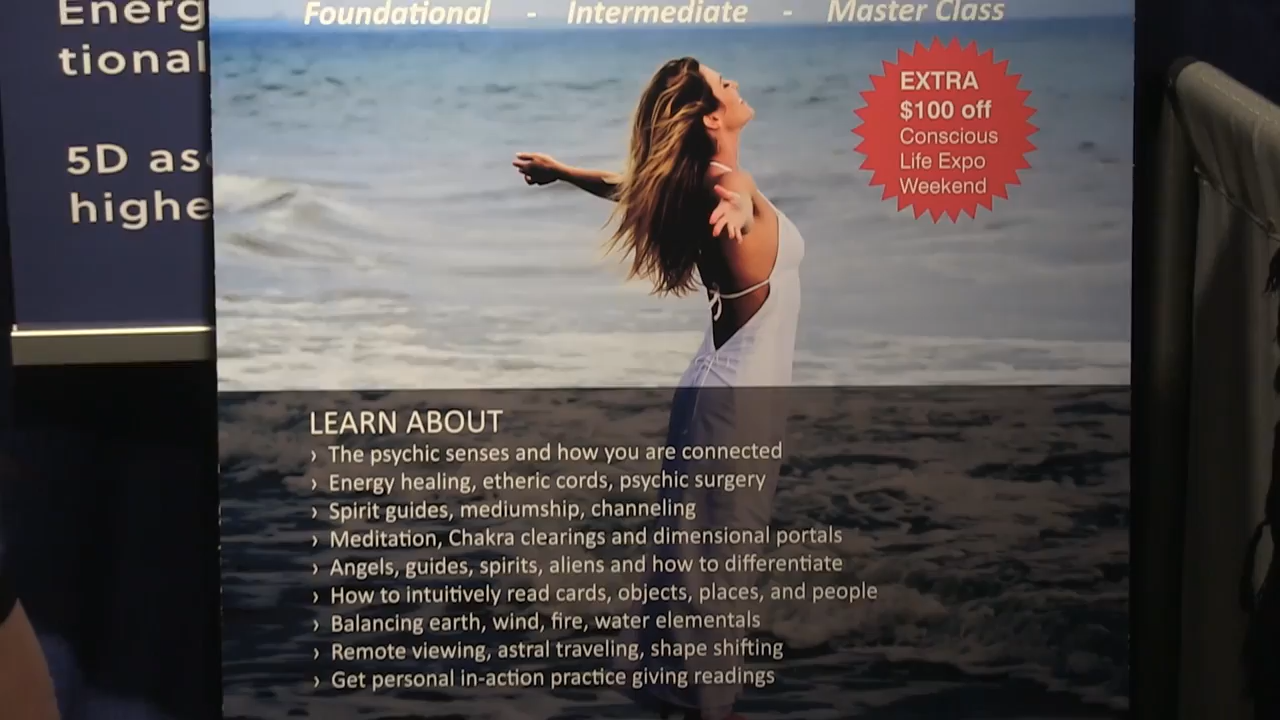 Energ
tional
5D as
highe
Foundational - Intermediate - Master Class
EXTRA
$100 off
Conscious
Life Expo
Weekend
LEARN ABOUT
› The psychic senses and how you are connected
› Energy healing, etheric cords, psychic surgery
› Spirit guides, mediumship, channeling
› Meditation, Chakra clearings and dimensional portals
› Angels, guides, spirits, aliens and how to differentiate
› How to intuitively read cards, objects, places, and people
› Balancing earth, wind, fire, water elementals
› Remote viewing, astral traveling, shape shifting
› Get personal in-action practice giving readings